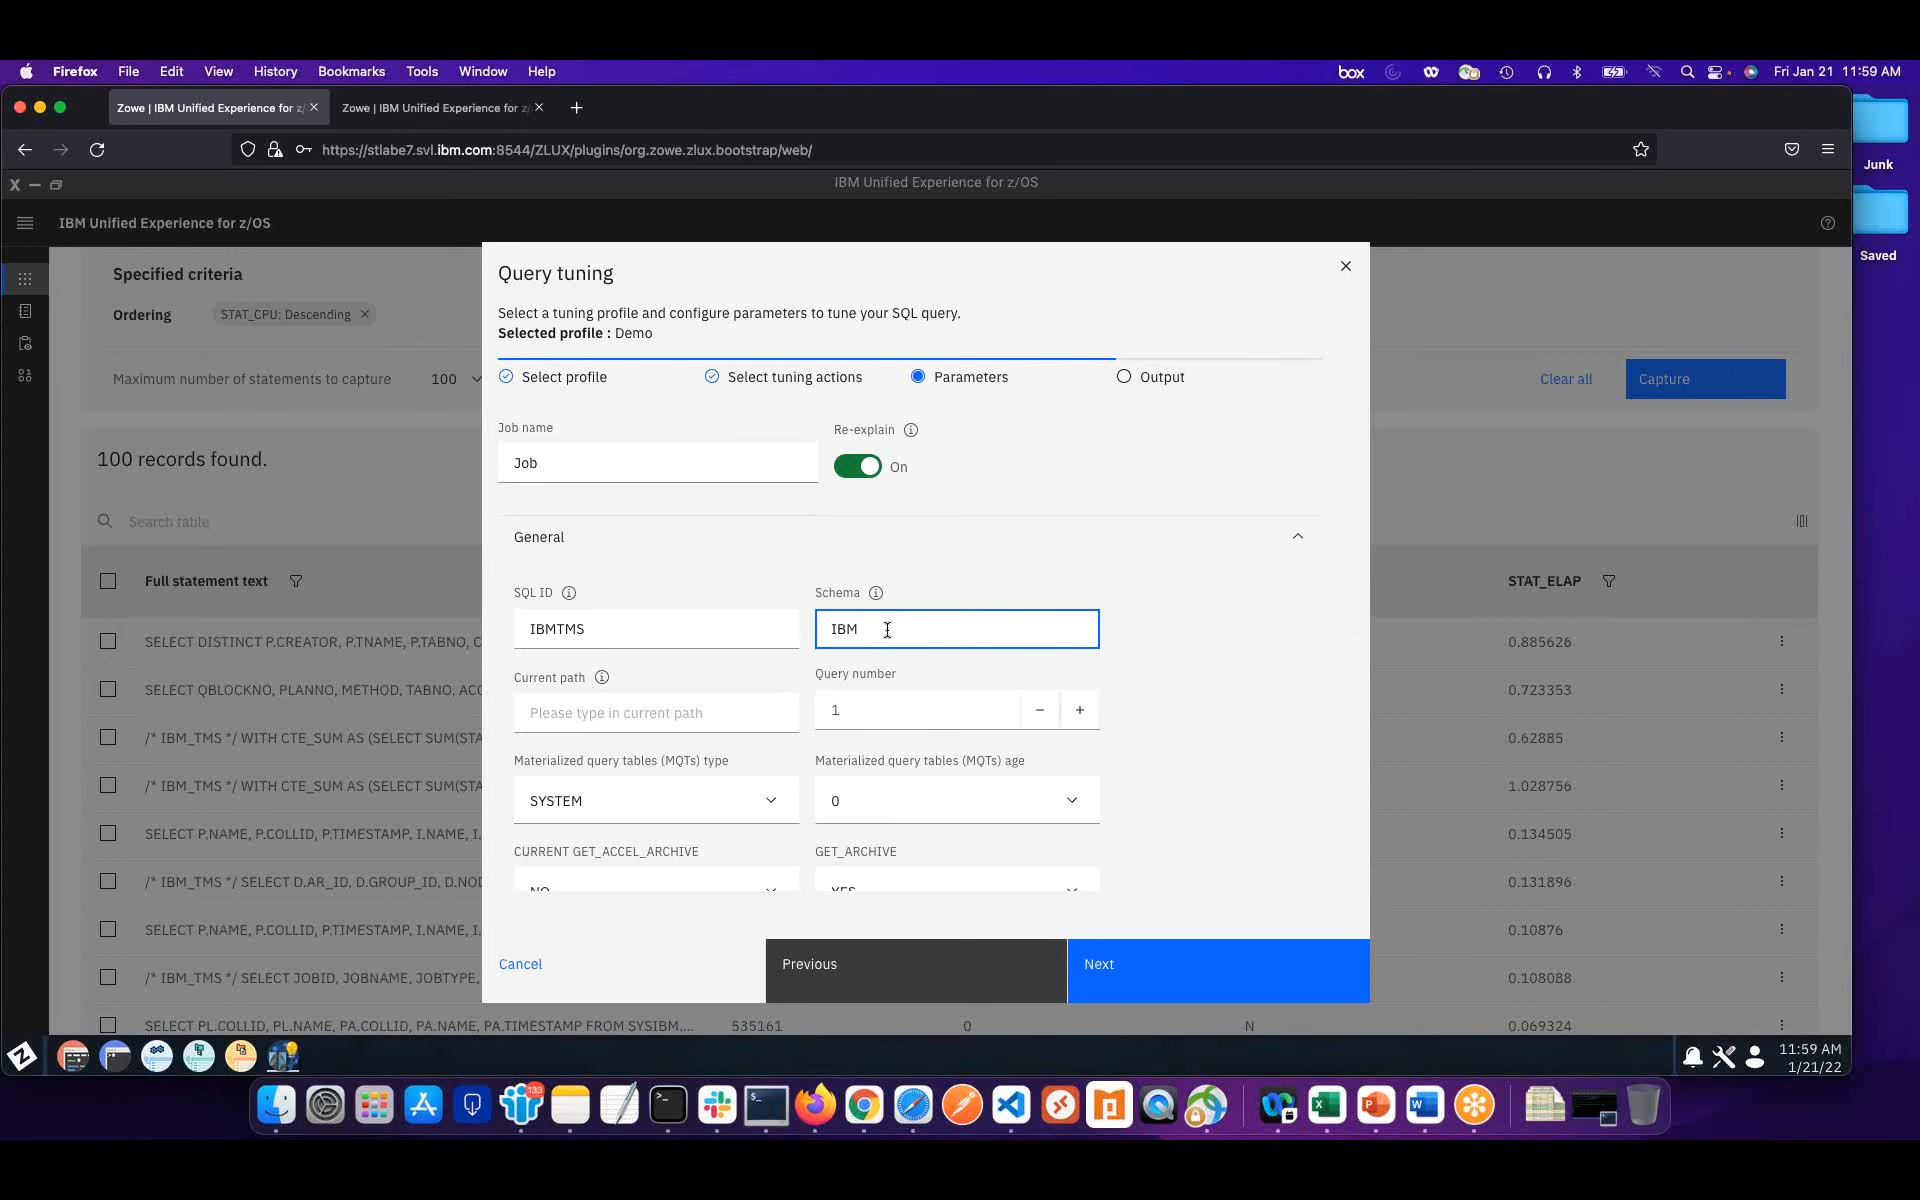 Firefox File Edit View History Bookmarks Tools Window Help box Fri Jan 21 11:59 AM
Zowe | IBM Unified Experience for z/ Zowe | IBM Unified Experience for z/
https://stlabe7.svl.ibm.com:8544/ZLUX/plugins/org.zowe.zlux.bootstrap/web/
Junk
Saved
IBM Unified Experience for z/OS
IBM Unified Experience for z/OS
Specified criteria
Ordering STAT_CPU: Descending
Maximum number of statements to capture 100
Clear all Capture
100 records found.
Search table
Full statement text STAT_ELAP
SELECT DISTINCT P.CREATOR, P.TNAME, P.TABNO, C 0.885626
SELECT QBLOCKNO, PLANNO, METHOD, TABNO, ACC 0.723353
/* IBM_TMS */ WITH CTE_SUM AS (SELECT SUM(STA 0.62885
/* IBM_TMS */ WITH CTE_SUM AS (SELECT SUM(STA 1.028756
SELECT P.NAME, P.COLLID, P.TIMESTAMP, I.NAME, I. 0.134505
/* IBM_TMS */ SELECT D.AR_ID, D.GROUP_ID, D.NOD 0.131896
SELECT P.NAME, P.COLLID, P.TIMESTAMP, I.NAME, I. 0.10876
/* IBM_TMS */ SELECT JOBID, JOBNAME, JOBTYPE, 0.108088
SELECT PL.COLLID, PL.NAME, PA.COLLID, PA.NAME, PA.TIMESTAMP FROM SYSIBM.... 535161 0 N 0.069324
Query tuning
Select a tuning profile and configure parameters to tune your SQL query.
Selected profile : Demo
Select profile Select tuning actions Parameters Output
Job name Re-explain
Job On
General
SQL ID Schema
IBMTMS IBM
Current path Query number
Please type in current path 1 − +
Materialized query tables (MQTs) type Materialized query tables (MQTs) age
SYSTEM 0
CURRENT GET_ACCEL_ARCHIVE GET_ARCHIVE
NO YES
Cancel Previous Next
11:59 AM
1/21/22
133